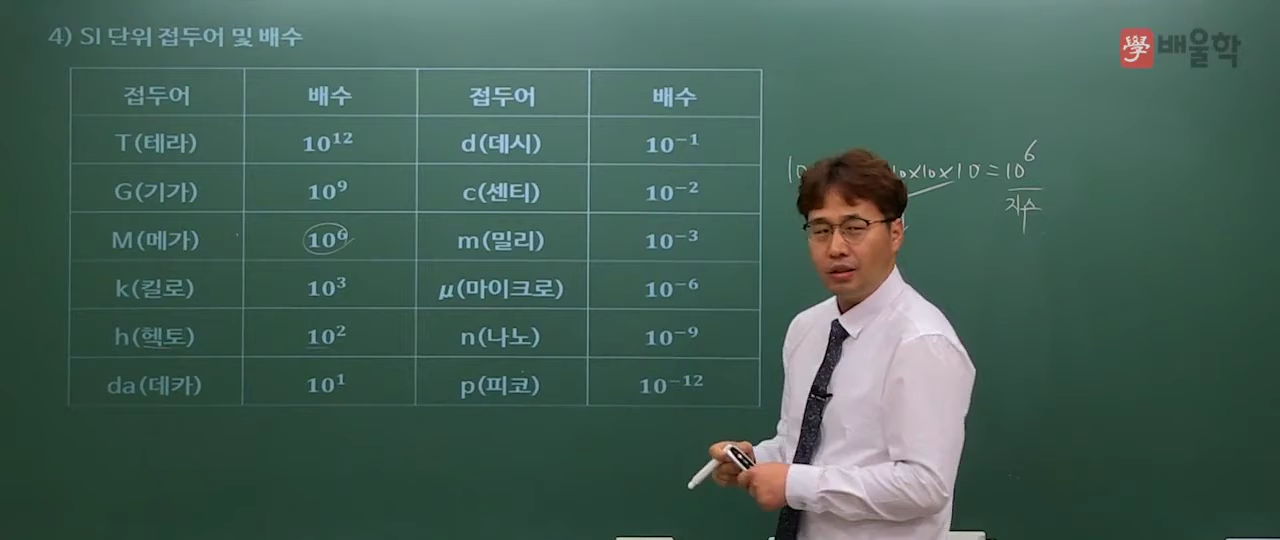 4) SI 단위 접두어 및 배수
學 배울학
접두어 배수 접두어 배수
T(테라) 10¹² d(데시) 10⁻¹
G(기가) 10⁹ c(센티) 10⁻²
M(메가) 10⁶ m(밀리) 10⁻³
k(킬로) 10³ μ(마이크로) 10⁻⁶
h(헥토) 10² n(나노) 10⁻⁹
da(데카) 10¹ p(피코) 10⁻¹²
10 10×10×10=10⁶
지수